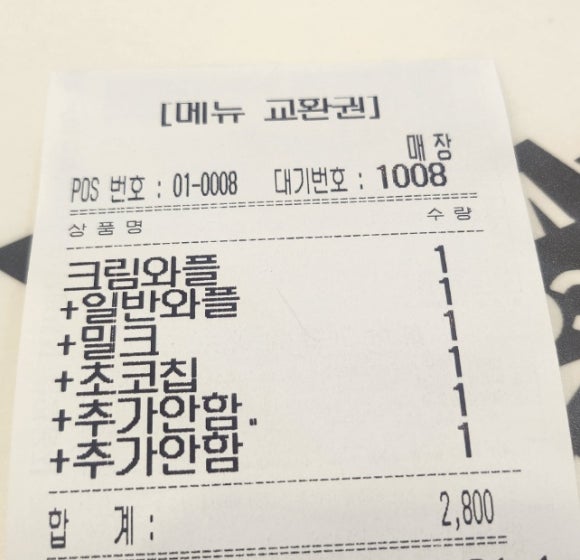 [메뉴 교환권]
매 장
POS 번호 : 01-0008 대기번호 : 1008
상 품 명 수 량
크림와플 1
+일반와플 1
+밀크 1
+초코칩 1
+추가안함.. 1
+추가안함 1
합 계 : 2,800